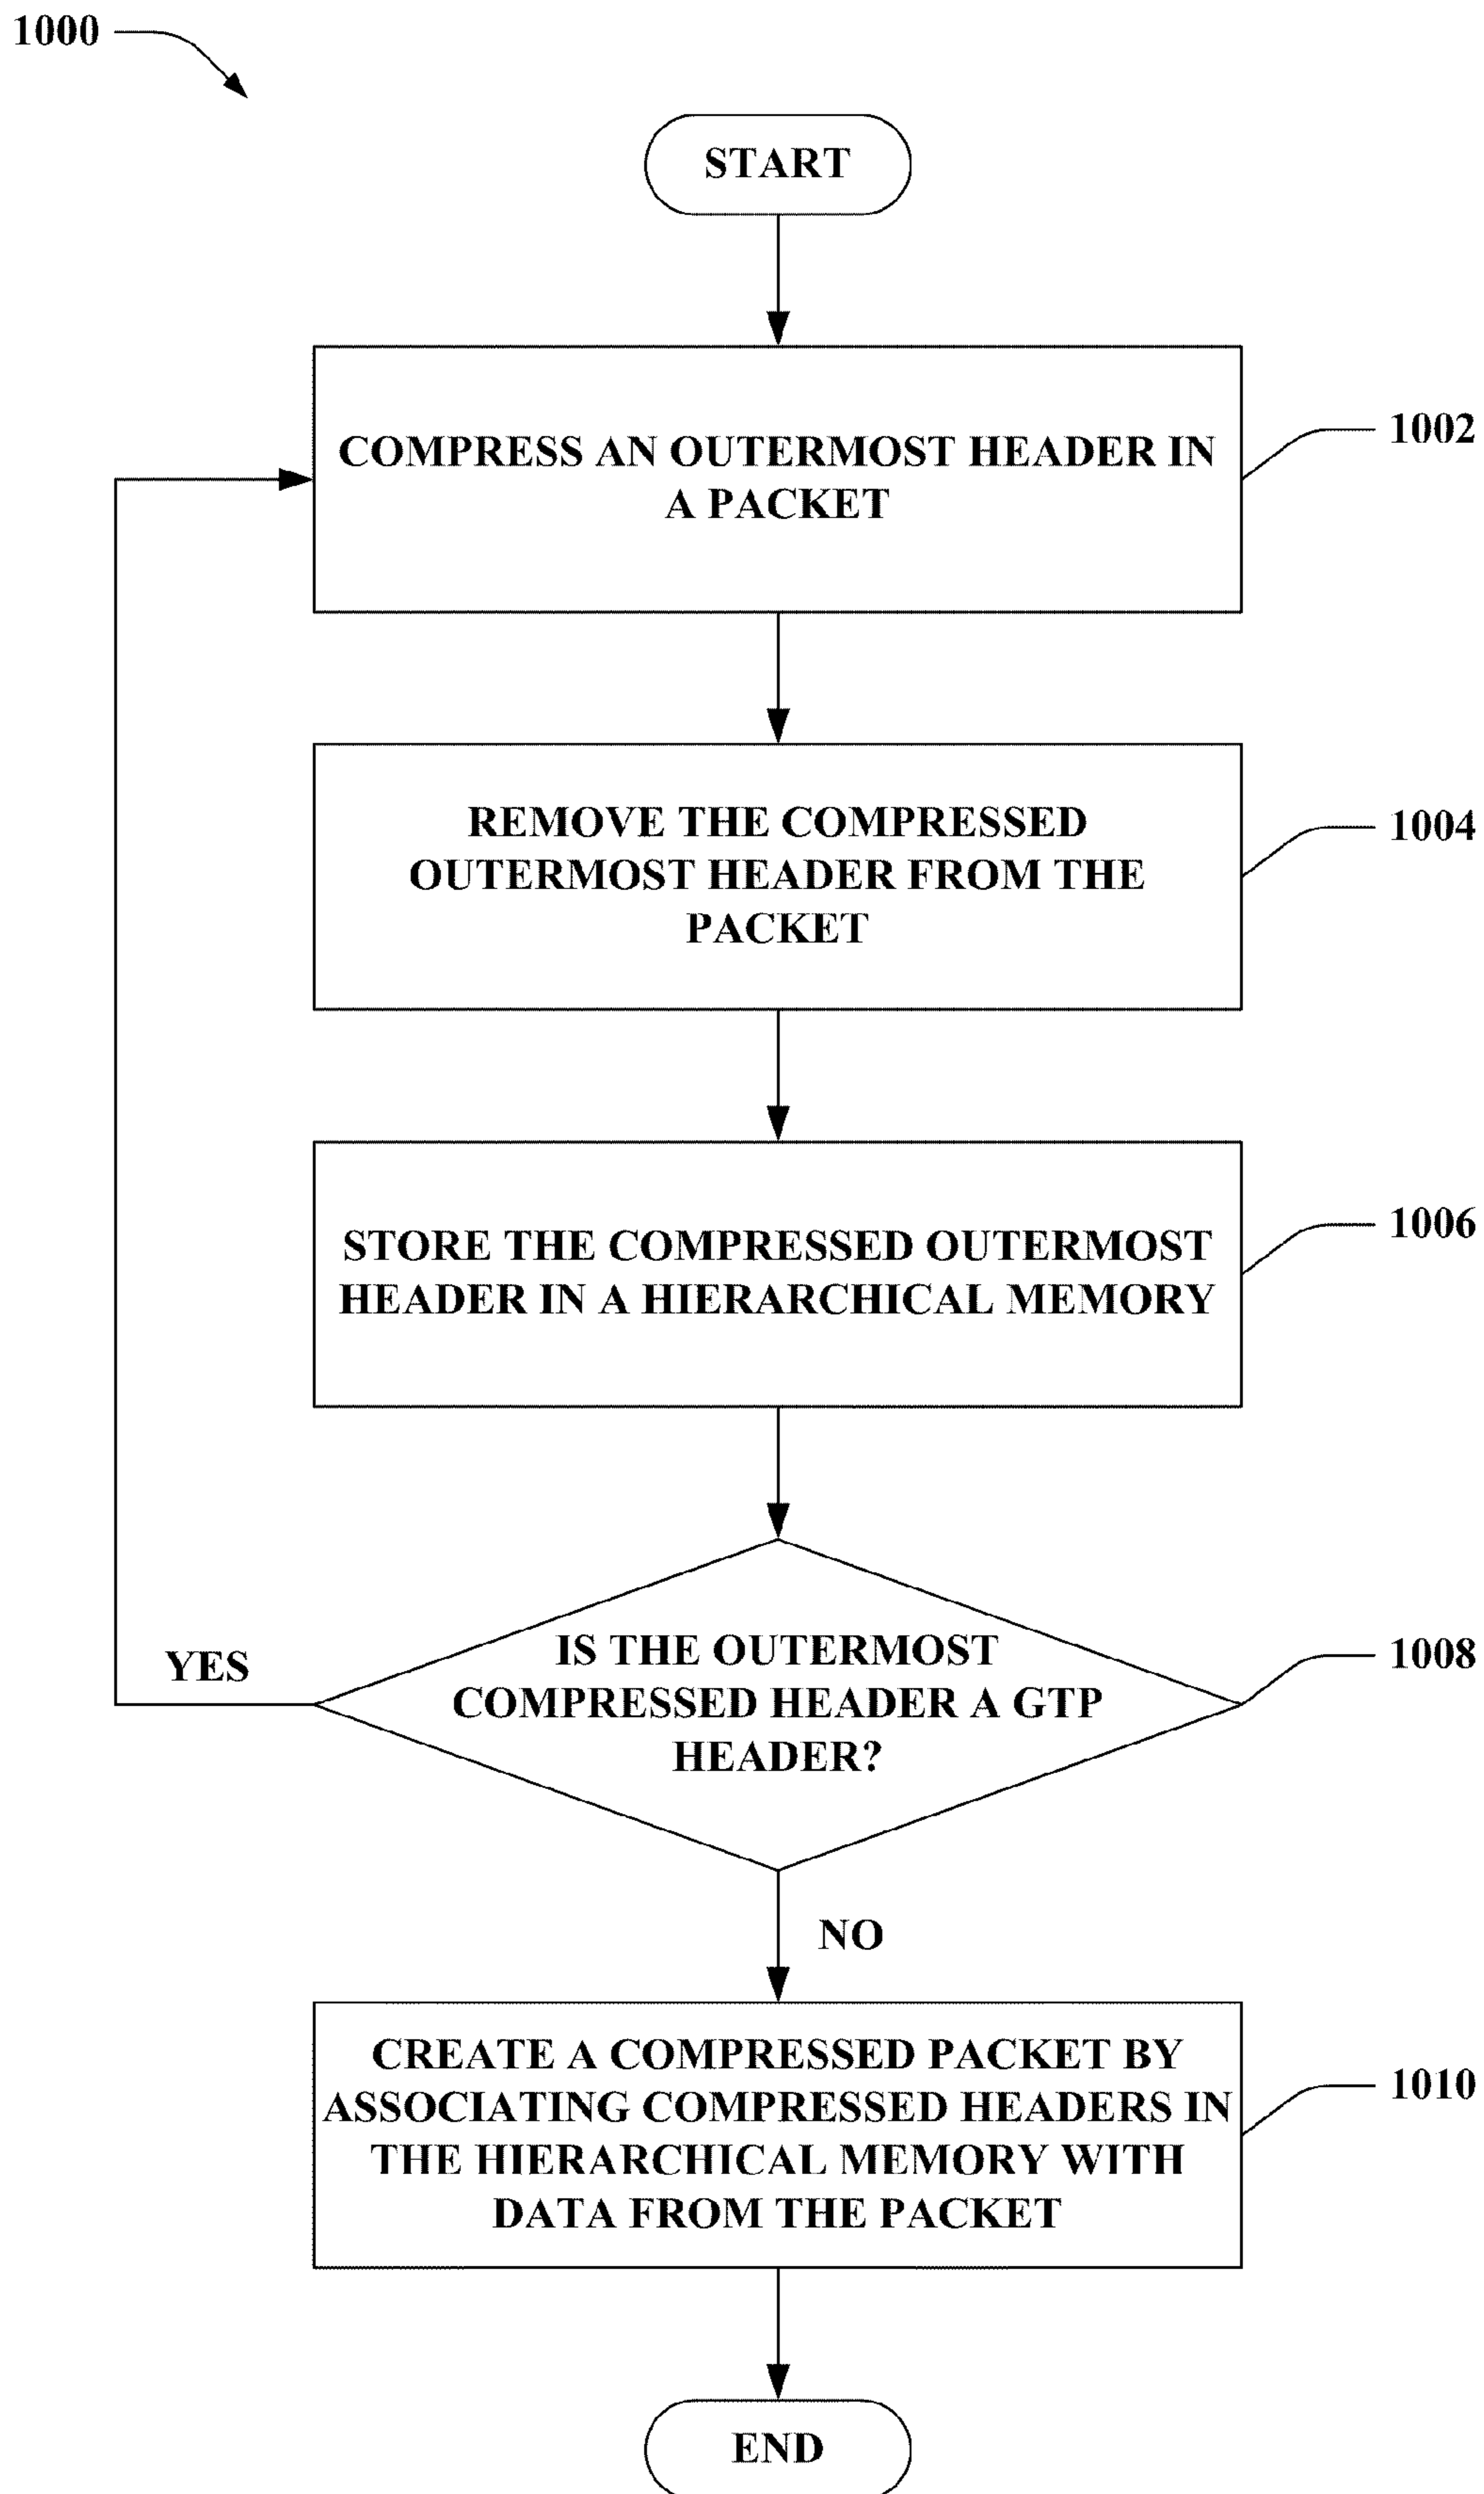 1000
START
COMPRESS AN OUTERMOST HEADER IN
A PACKET
1002
REMOVE THE COMPRESSED
OUTERMOST HEADER FROM THE
PACKET
1004
STORE THE COMPRESSED OUTERMOST
HEADER IN A HIERARCHICAL MEMORY
1006
IS THE OUTERMOST
COMPRESSED HEADER A GTP
HEADER?
1008
YES
NO
CREATE A COMPRESSED PACKET BY
ASSOCIATING COMPRESSED HEADERS IN
THE HIERARCHICAL MEMORY WITH
DATA FROM THE PACKET
1010
END